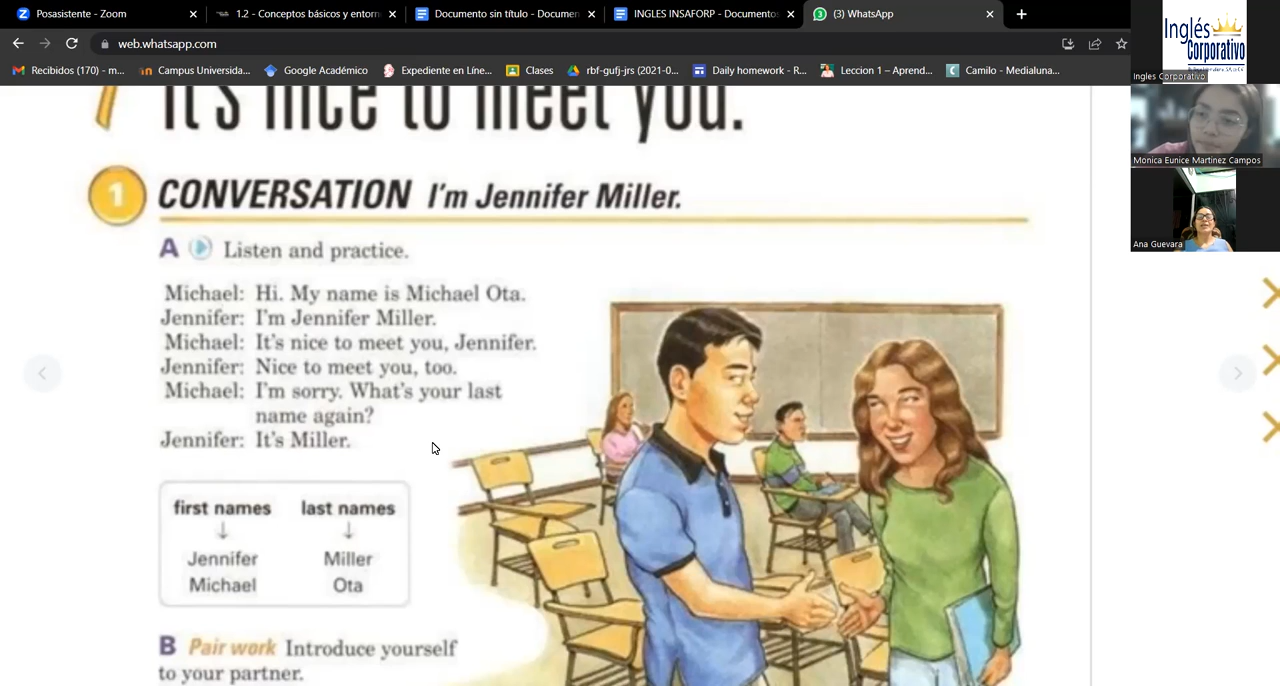 Posasistente - Zoom
1.2 - Conceptos básicos y entorn
Documento sin título - Documen
INGLES INSAFORP - Documentos
(3) WhatsApp
web.whatsapp.com
Recibidos (170) - m...
Campus Universida...
Google Académico
Expediente en Líne...
Clases
rbf-gufj-jrs (2021-0...
Daily homework - R...
Leccion 1 – Aprend...
Camilo - Medialuna...
Inglés
Corporativo
Ingles Corporativo
Monica Eunice Martinez Campos
Ana Guevara
It's nice to meet you.
1 CONVERSATION I'm Jennifer Miller.
A Listen and practice.
Michael: Hi. My name is Michael Ota.
Jennifer: I'm Jennifer Miller.
Michael: It's nice to meet you, Jennifer.
Jennifer: Nice to meet you, too.
Michael: I'm sorry. What's your last
name again?
Jennifer: It's Miller.
first names last names
Jennifer Miller
Michael Ota
B Pair work Introduce yourself
to your partner.